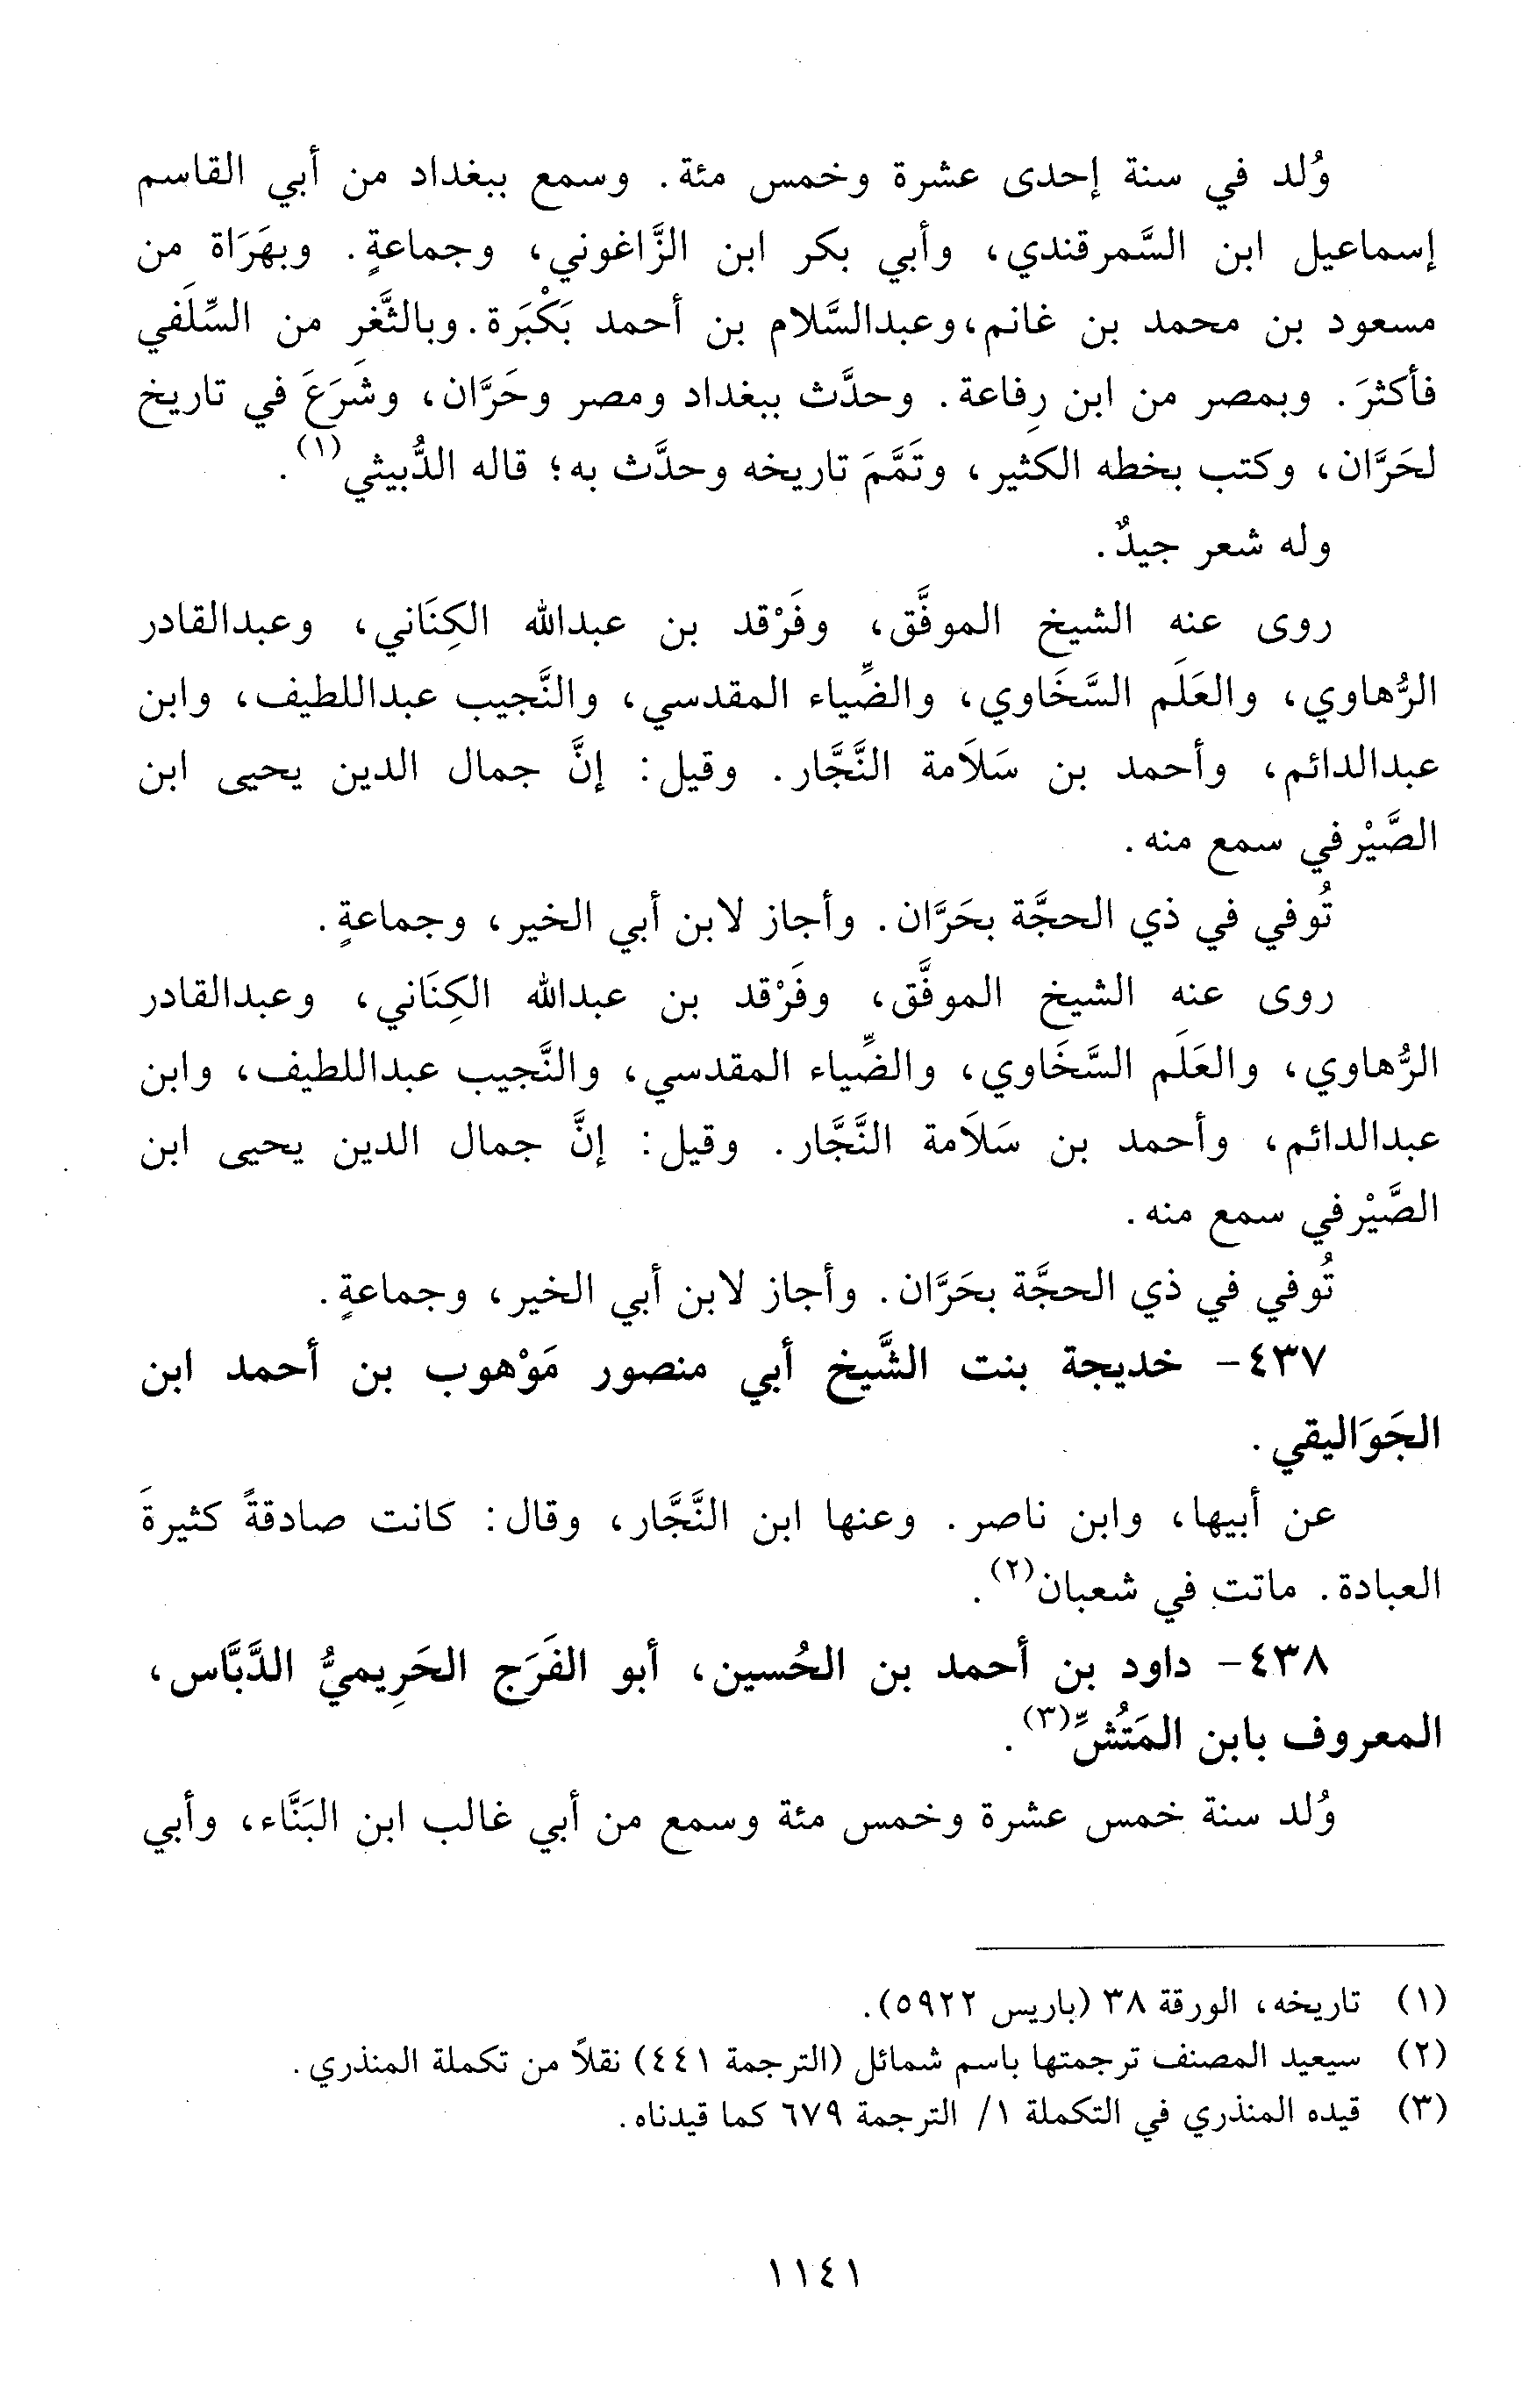 وُلد في سنة إحدى عشرة وخمس مئة. وسمع ببغداد من أبي القاسم
إسماعيل ابن السَّمرقندي، وأبي بكر ابن الزَّاغوني، وجماعةٍ. وبهَرَاة من
مسعود بن محمد بن غانم، وعبدالسَّلام بن أحمد بَكْبَرة. وبالثَّغرِ من السِّلَفي
فأكثرَ. وبمصر من ابن رِفاعة. وحدَّث ببغداد ومصر وحَرَّان، وشَرَعَ في تاريخ
لحَرَّان، وكتب بخطه الكثير، وتَمَّمَ تاريخه وحدَّث به؛ قاله الدُّبيثي(١).
وله شعر جيدٌ.
روى عنه الشيخ الموفَّق، وفَرْقد بن عبدالله الكِنَاني، وعبدالقادر
الرُّهاوي، والعَلَم السَّخَاوي، والضِّياء المقدسي، والنَّجيب عبداللطيف، وابن
عبدالدائم، وأحمد بن سَلاَمة النَّجَّار. وقيل: إنَّ جمال الدين يحيى ابن
الصَّيْرفي سمع منه.
تُوفي في ذي الحجَّة بحَرَّان. وأجاز لابن أبي الخير، وجماعةٍ.
روى عنه الشيخ الموفَّق، وفَرْقد بن عبدالله الكِنَاني، وعبدالقادر
الرُّهاوي، والعَلَم السَّخَاوي، والضِّياء المقدسي، والنَّجيب عبداللطيف، وابن
عبدالدائم، وأحمد بن سَلاَمة النَّجَّار. وقيل: إنَّ جمال الدين يحيى ابن
الصَّيْرفي سمع منه.
تُوفي في ذي الحجَّة بحَرَّان. وأجاز لابن أبي الخير، وجماعةٍ.
٤٣٧- خديجة بنت الشَّيخ أبي منصور مَوْهوب بن أحمد ابن
الجَوَاليقي.
عن أبيها، وابن ناصر. وعنها ابن النَّجَّار، وقال: كانت صادقةً كثيرةَ
العبادة. ماتت في شعبان(٢).
٤٣٨- داود بن أحمد بن الحُسين، أبو الفَرَج الحَرِيميُّ الدَّبَّاس،
المعروف بابن المَتُشِّ(٣).
وُلد سنة خمس عشرة وخمس مئة وسمع من أبي غالب ابن البَنَّاء، وأبي
(١) تاريخه، الورقة ٣٨ (باريس ٥٩٢٢).
(٢) سيعيد المصنف ترجمتها باسم شمائل (الترجمة ٤٤١) نقلاً من تكملة المنذري.
(٣) قيده المنذري في التكملة ١/ الترجمة ٦٧٩ كما قيدناه.
١١٤١